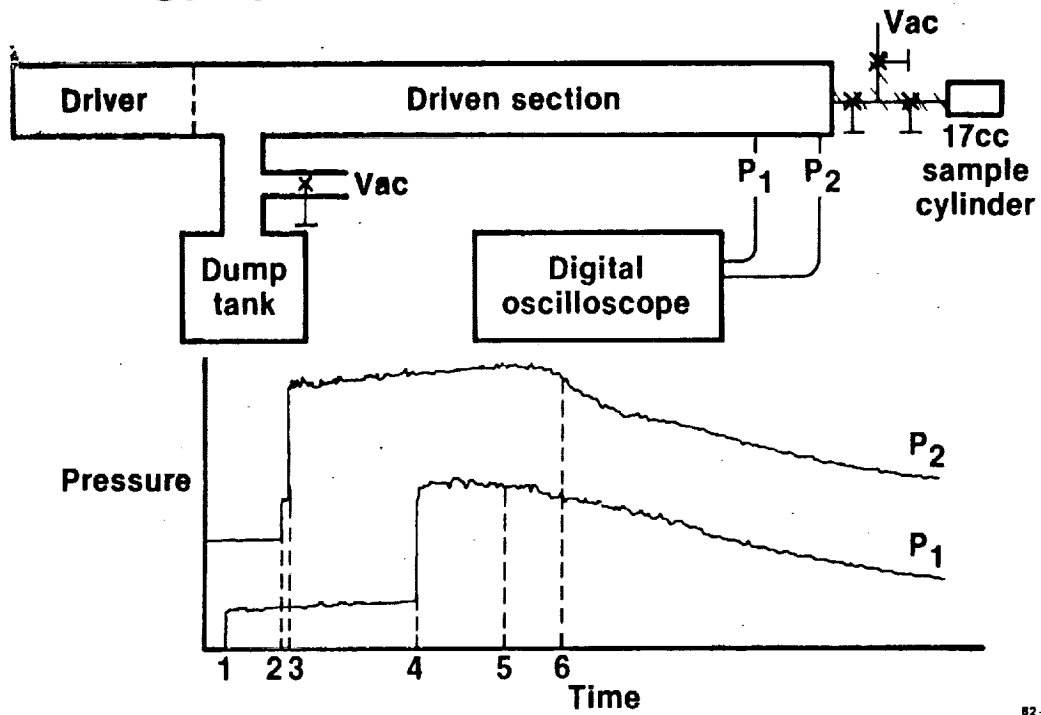 Vac
Driver
Driven section
17cc
sample
cylinder
P1
P2
Vac
Dump
tank
Digital
oscilloscope
Pressure
P2
P1
1 2 3 4 5 6
Time
82-